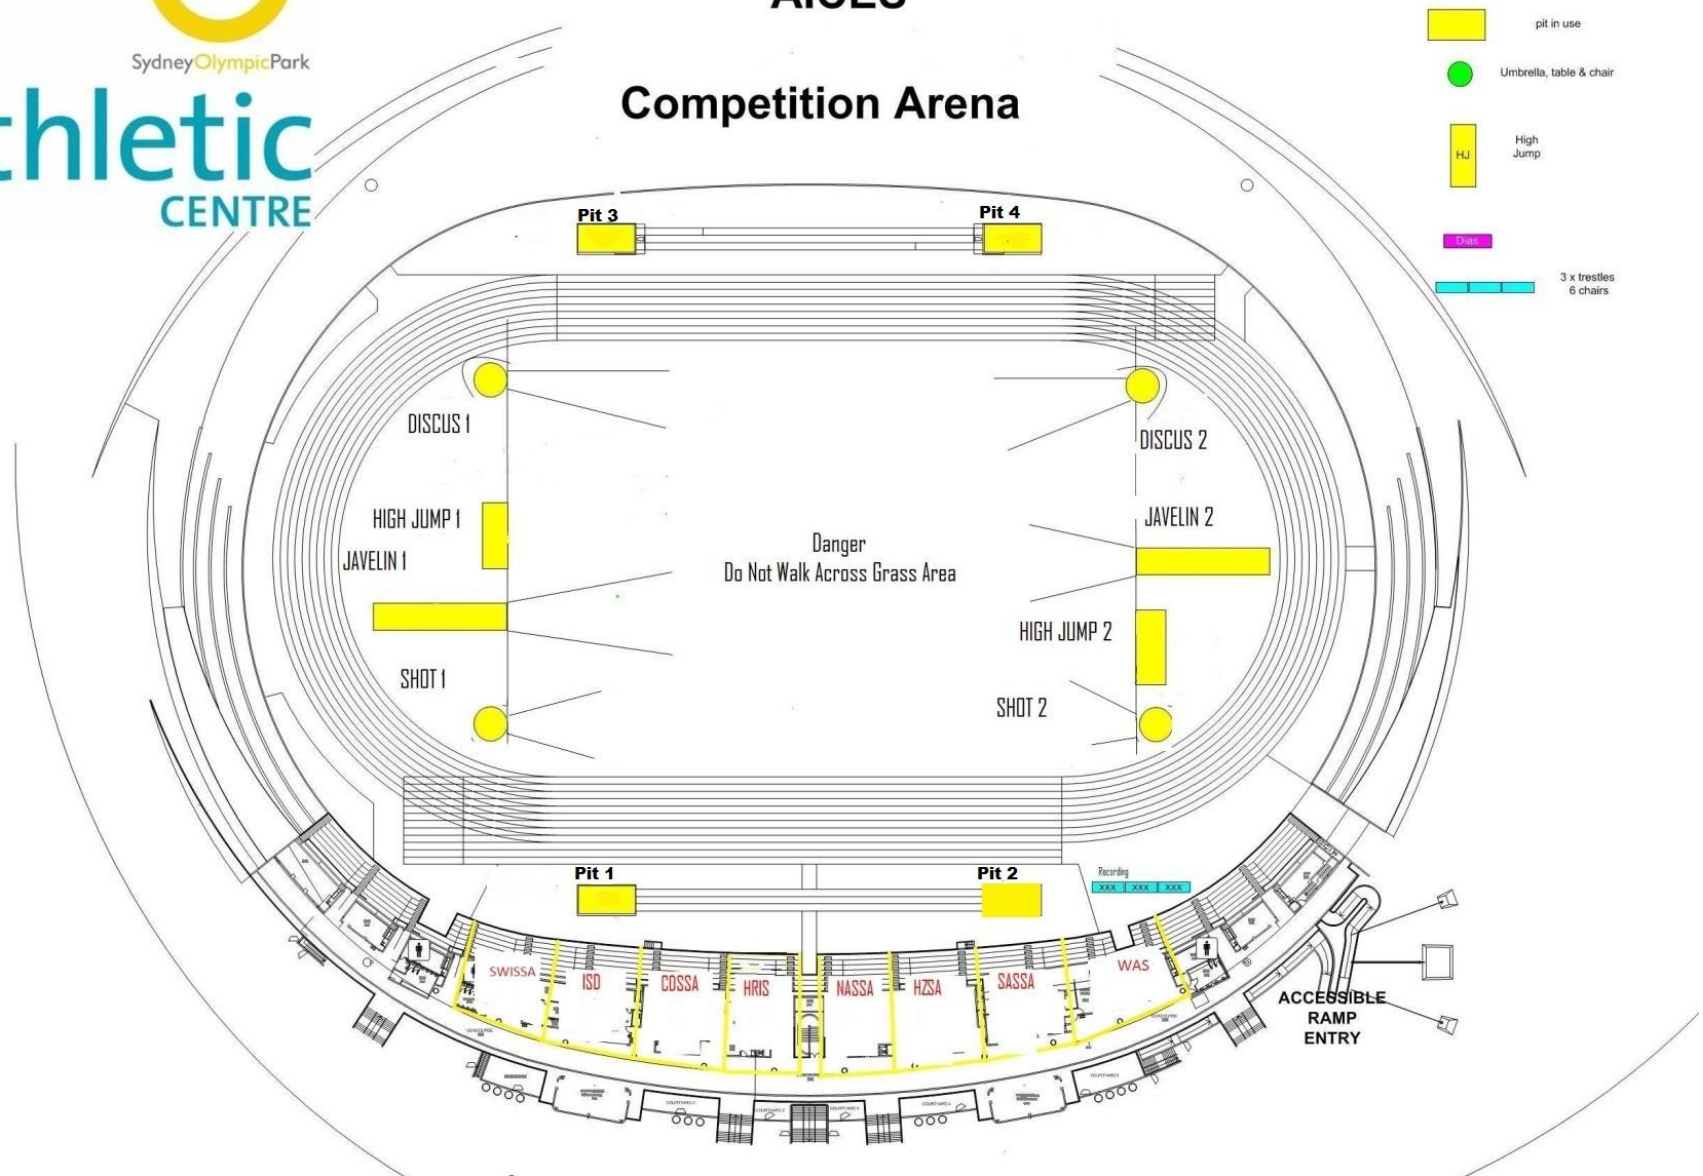 SydneyOlympicPark
thletic
CENTRE
Competition Arena
pit in use
Umbrella, table & chair
HJ
High
Jump
Dias
3 x trestles
6 chairs
Pit 3
Pit 4
DISCUS 1
DISCUS 2
HIGH JUMP 1
JAVELIN 2
JAVELIN 1
Danger
Do Not Walk Across Grass Area
HIGH JUMP 2
SHOT 1
SHOT 2
Pit 1
Pit 2
Recording
XXX XXX XXX
SWISSA
ISD
CDSSA
HRIS
NASSA
HZSA
SASSA
WAS
ACCESSIBLE
RAMP
ENTRY